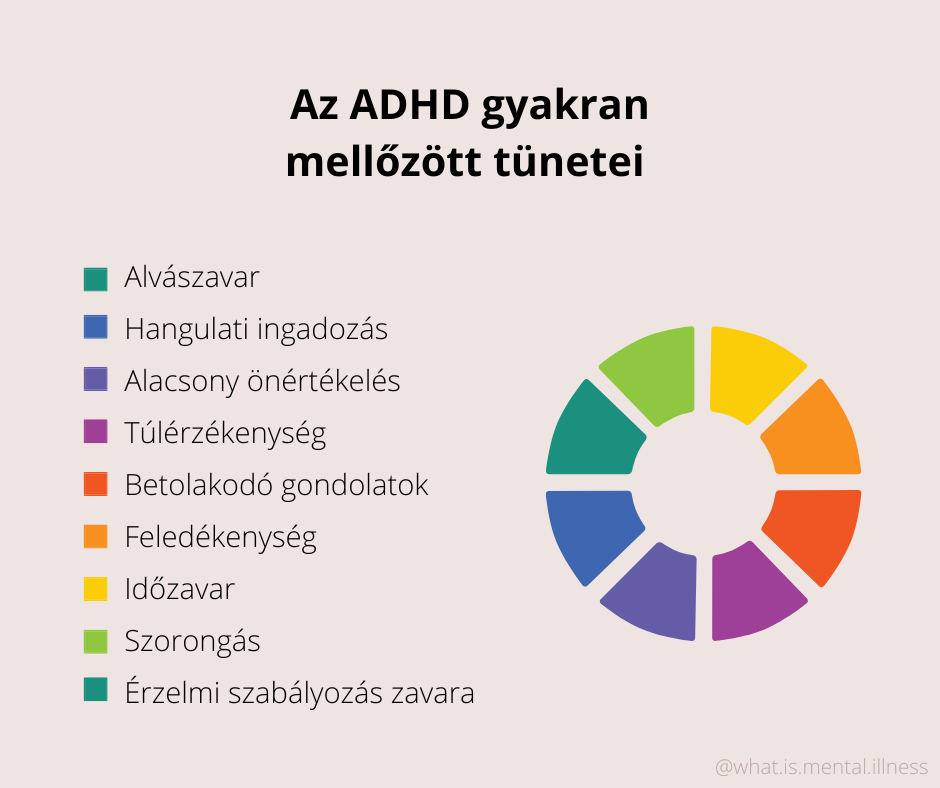 Az ADHD gyakran
mellőzött tünetei
Alvászavar
Hangulati ingadozás
Alacsony önértékelés
Túlérzékenység
Betolakodó gondolatok
Feledékenység
Időzavar
Szorongás
Érzelmi szabályozás zavara
@what.is.mental.illness